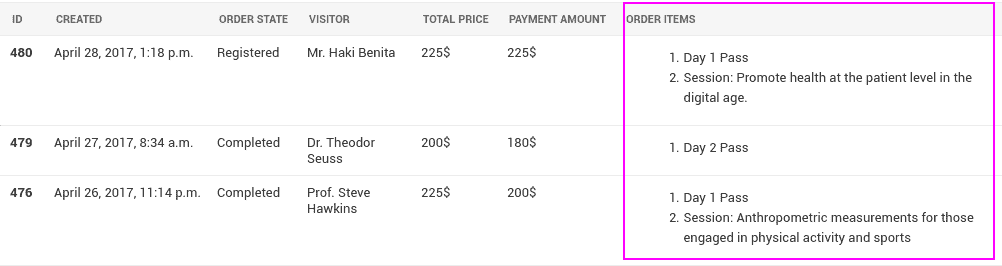 ID CREATED ORDER STATE VISITOR TOTAL PRICE PAYMENT AMOUNT ORDER ITEMS
480 April 28, 2017, 1:18 p.m. Registered Mr. Haki Benita 225$ 225$
1. Day 1 Pass
2. Session: Promote health at the patient level in the
digital age.
479 April 27, 2017, 8:34 a.m. Completed Dr. Theodor 200$ 180$
Seuss
1. Day 2 Pass
476 April 26, 2017, 11:14 p.m. Completed Prof. Steve 225$ 200$
Hawkins
1. Day 1 Pass
2. Session: Anthropometric measurements for those
engaged in physical activity and sports